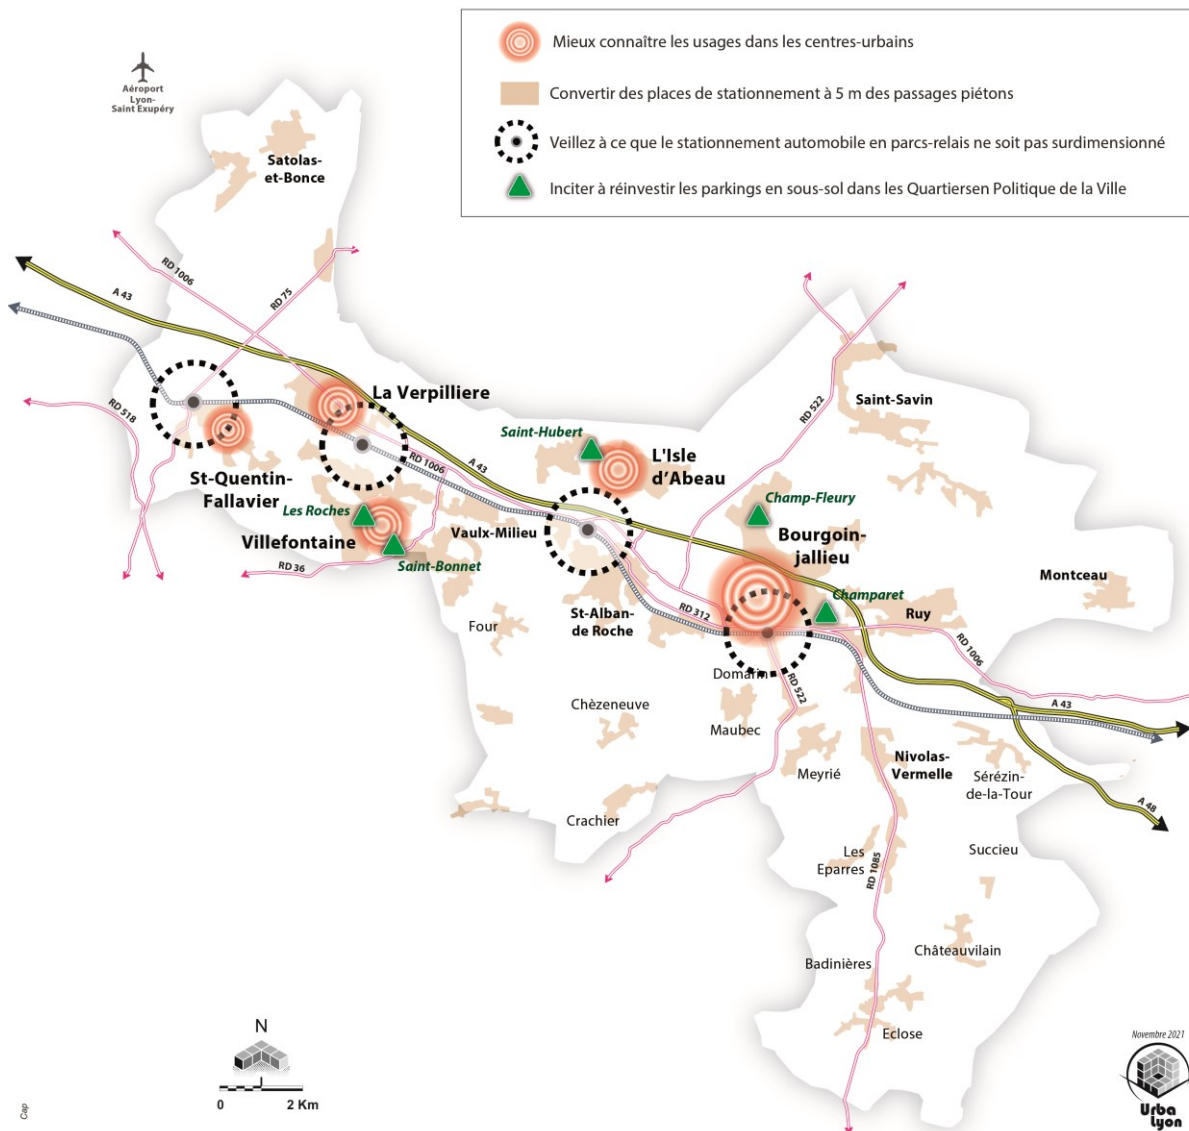 Mieux connaître les usages dans les centres-urbains
Convertir des places de stationnement à 5 m des passages piétons
Veillez à ce que le stationnement automobile en parcs-relais ne soit pas surdimensionné
Inciter à réinvestir les parkings en sous-sol dans les Quartiersen Politique de la Ville
Aéroport
Lyon-
Saint Exupéry
Satolas-
et-Bonce
RD 1006
RD 75
A 43
RD 518
La Verpilliere
RD 522
Saint-Savin
Saint-Hubert
RD 1006
A 43
L'Isle
d'Abeau
St-Quentin-
Fallavier
Les Roches
Champ-Fleury
Villefontaine
Vaulx-Milieu
Bourgoin-
jallieu
Saint-Bonnet
RD 36
Montceau
Champaret
St-Alban-
de Roche
RD 312
Ruy
Four
RD 1006
Domarin
RD 522
Chèzeneuve
Maubec
A 43
Meyrié
Nivolas-
Vermelle
Sérézin-
de-la-Tour
A 48
Crachier
Les
Eparres
RD 1085
Succieu
Châteauvilain
Badinières
Eclose
N
0 2 Km
Cap
Novembre 2021
Urba
Lyon